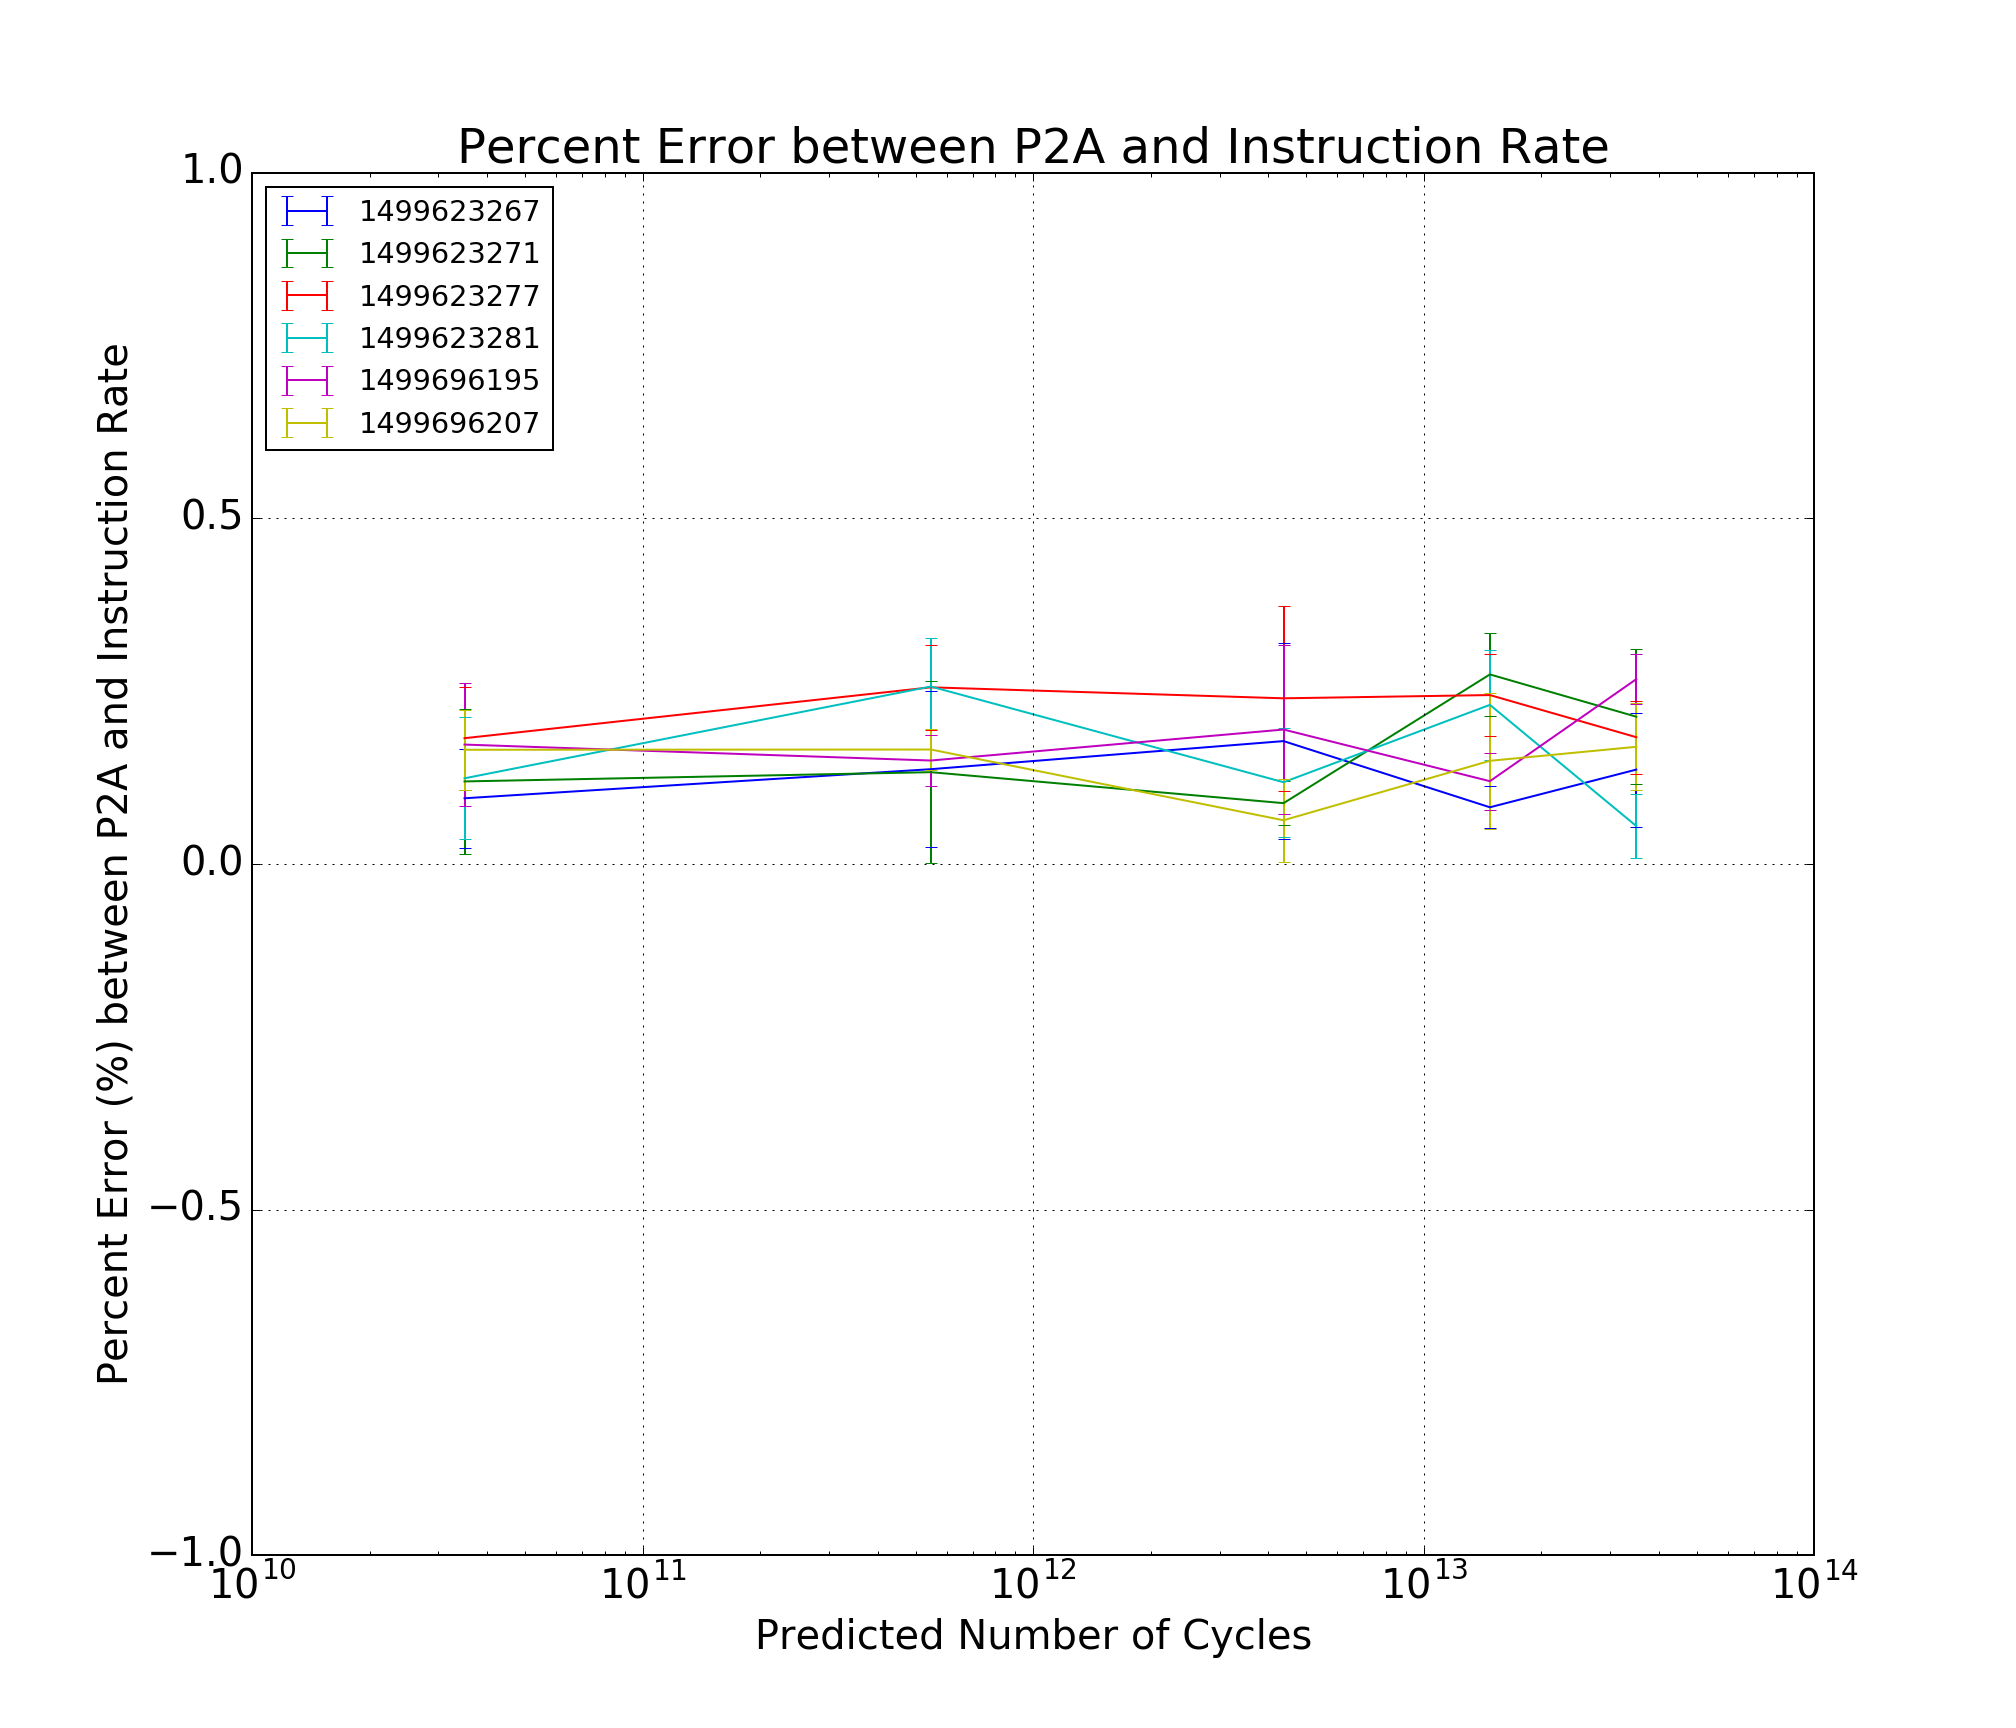 Percent Error between P2A and Instruction Rate
1.0
0.5
0.0
−0.5
−1.0
Percent Error (%) between P2A and Instruction Rate
1499623267
1499623271
1499623277
1499623281
1499696195
1499696207
10^10 10^11 10^12 10^13 10^14
Predicted Number of Cycles